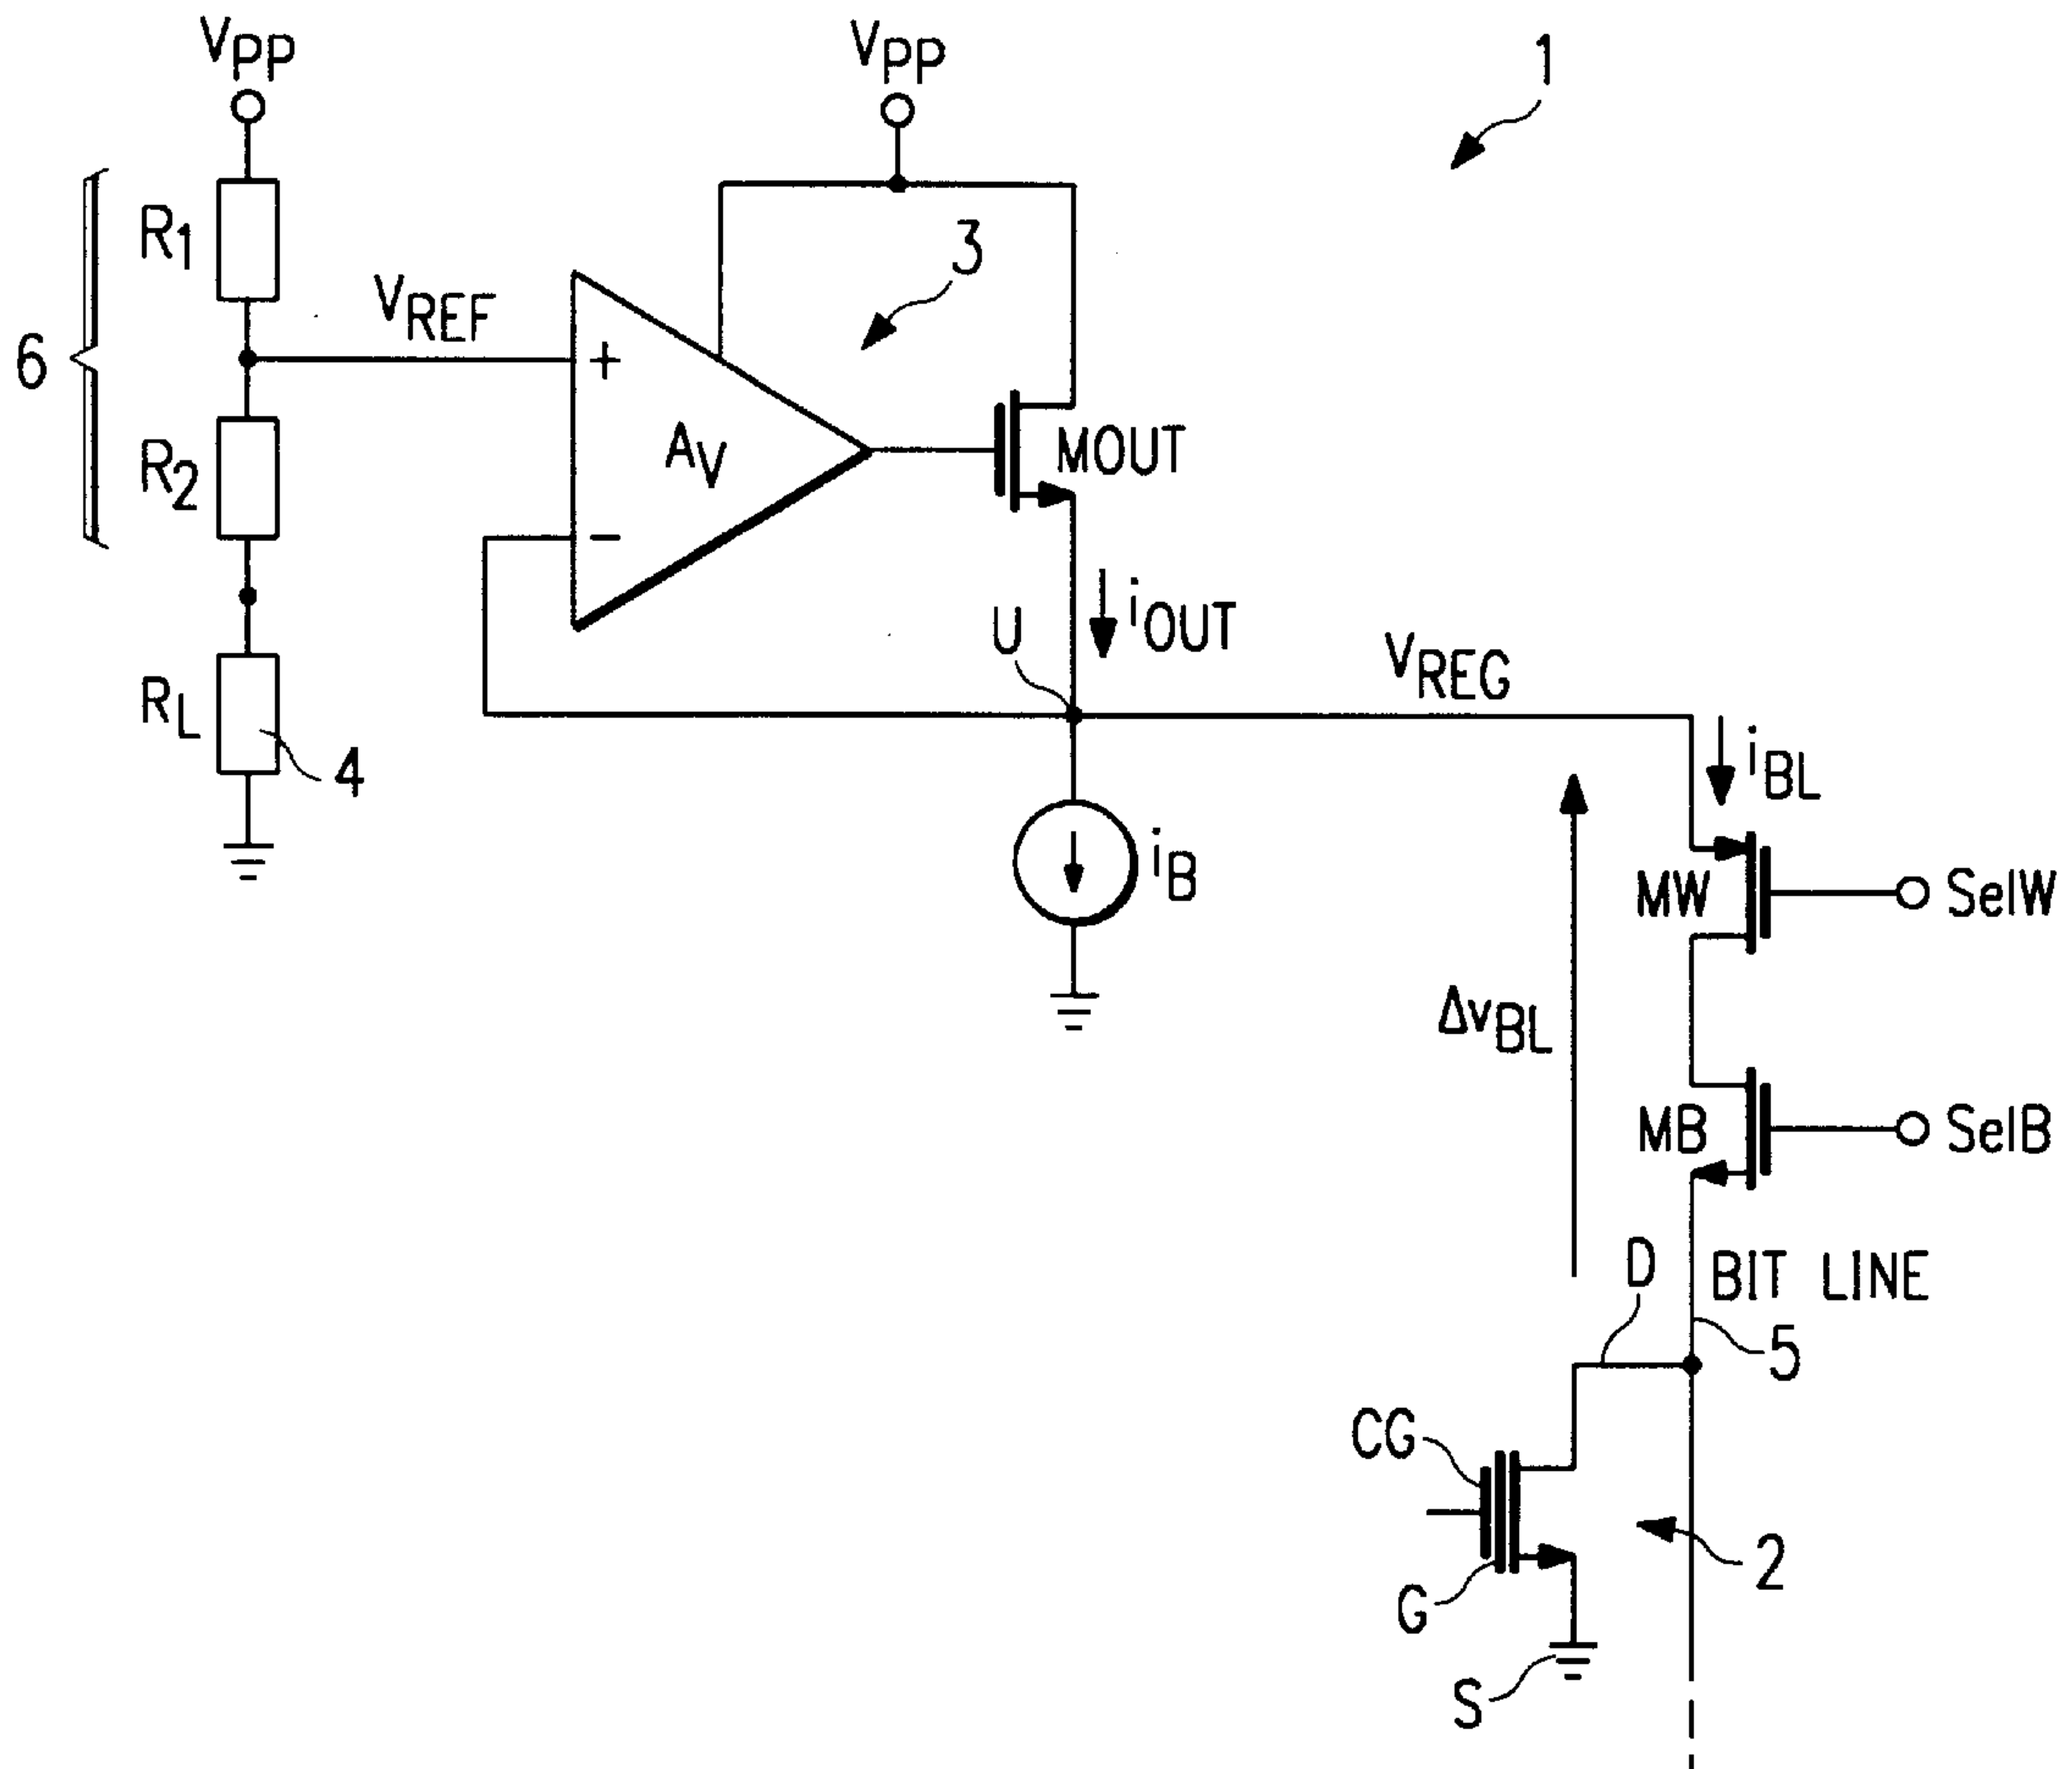 VPP
VPP
1
R1
3
VREF
6
+
AV
MOUT
R2
-
iOUT
U
VREG
RL
4
iBL
iB
MW
SelW
ΔvBL
MB
SelB
D
BIT LINE
5
CG
2
G
S